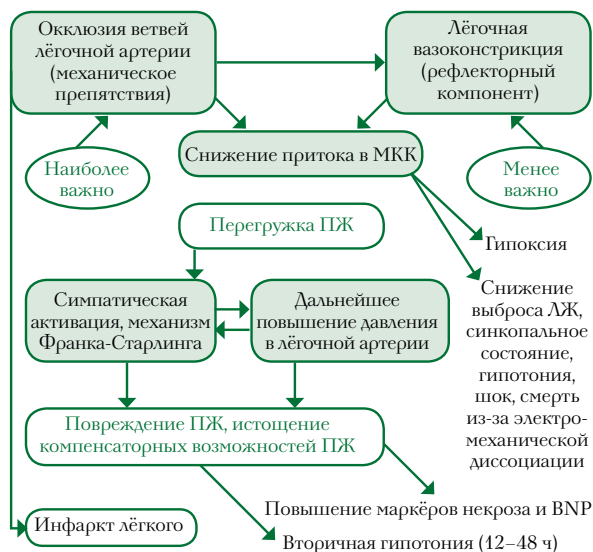 Окклюзия ветвей
лёгочной артерии
(механическое
препятствия)
Лёгочная
вазоконстрикция
(рефлекторный
компонент)
Наиболее
важно
Снижение притока в МКК
Менее
важно
Перегрузка ПЖ
Гипоксия
Симпатическая
активация, механизм
Франка-Старлинга
Дальнейшее
повышение давления
в лёгочной артерии
Снижение
выброса ЛЖ,
синкопальное
состояние,
гипотония,
шок, смерть
из-за электро-
механической
диссоциации
Повреждение ПЖ, истощение
компенсаторных возможностей ПЖ
Повышение маркёров некроза и BNP
Инфаркт лёгкого
Вторичная гипотония (12–48 ч)